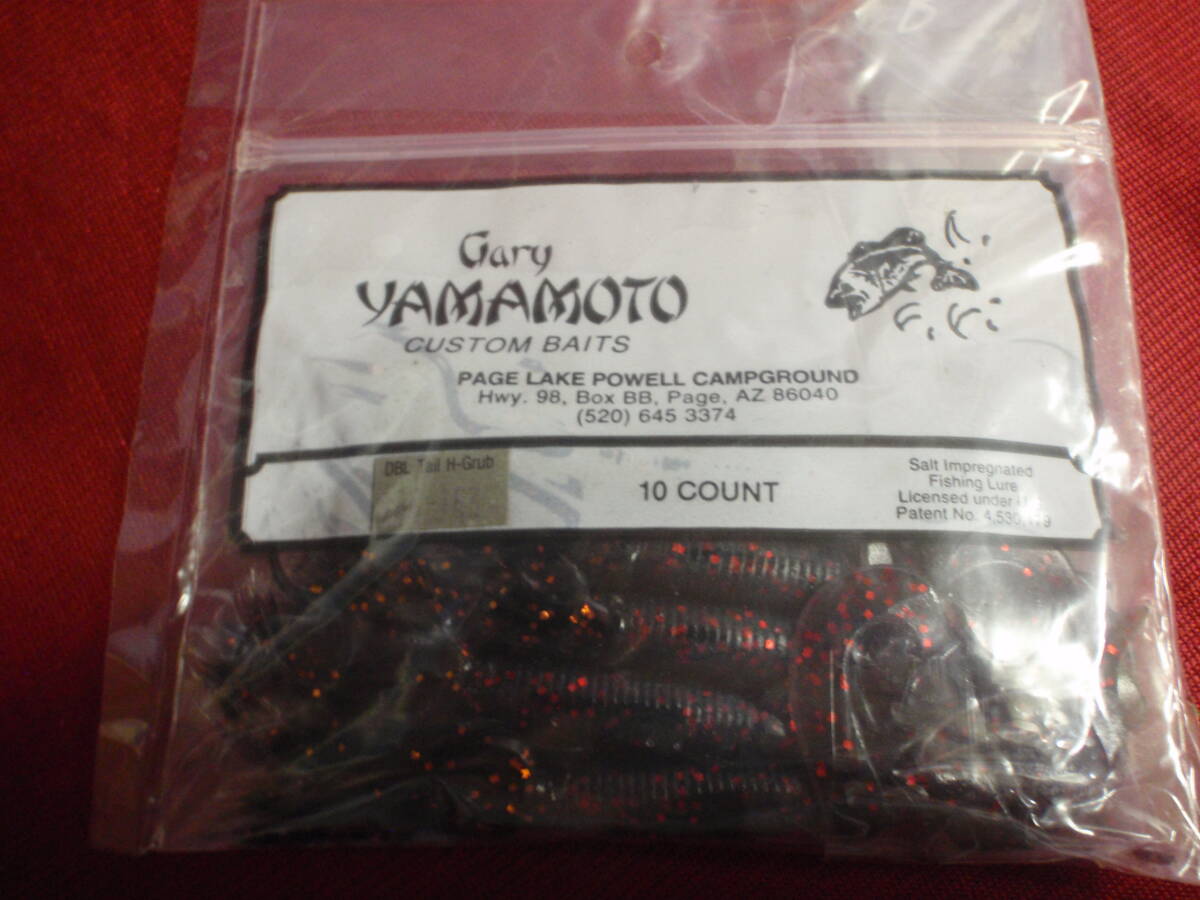 Gary
YAMAMOTO
CUSTOM BAITS
PAGE LAKE POWELL CAMPGROUND
Hwy. 98, Box BB, Page, AZ 86040
(520) 645 3374
DBL Tail H-Grub
10 COUNT
Salt Impregnated
Fishing Lure
Licensed under
Patent No.